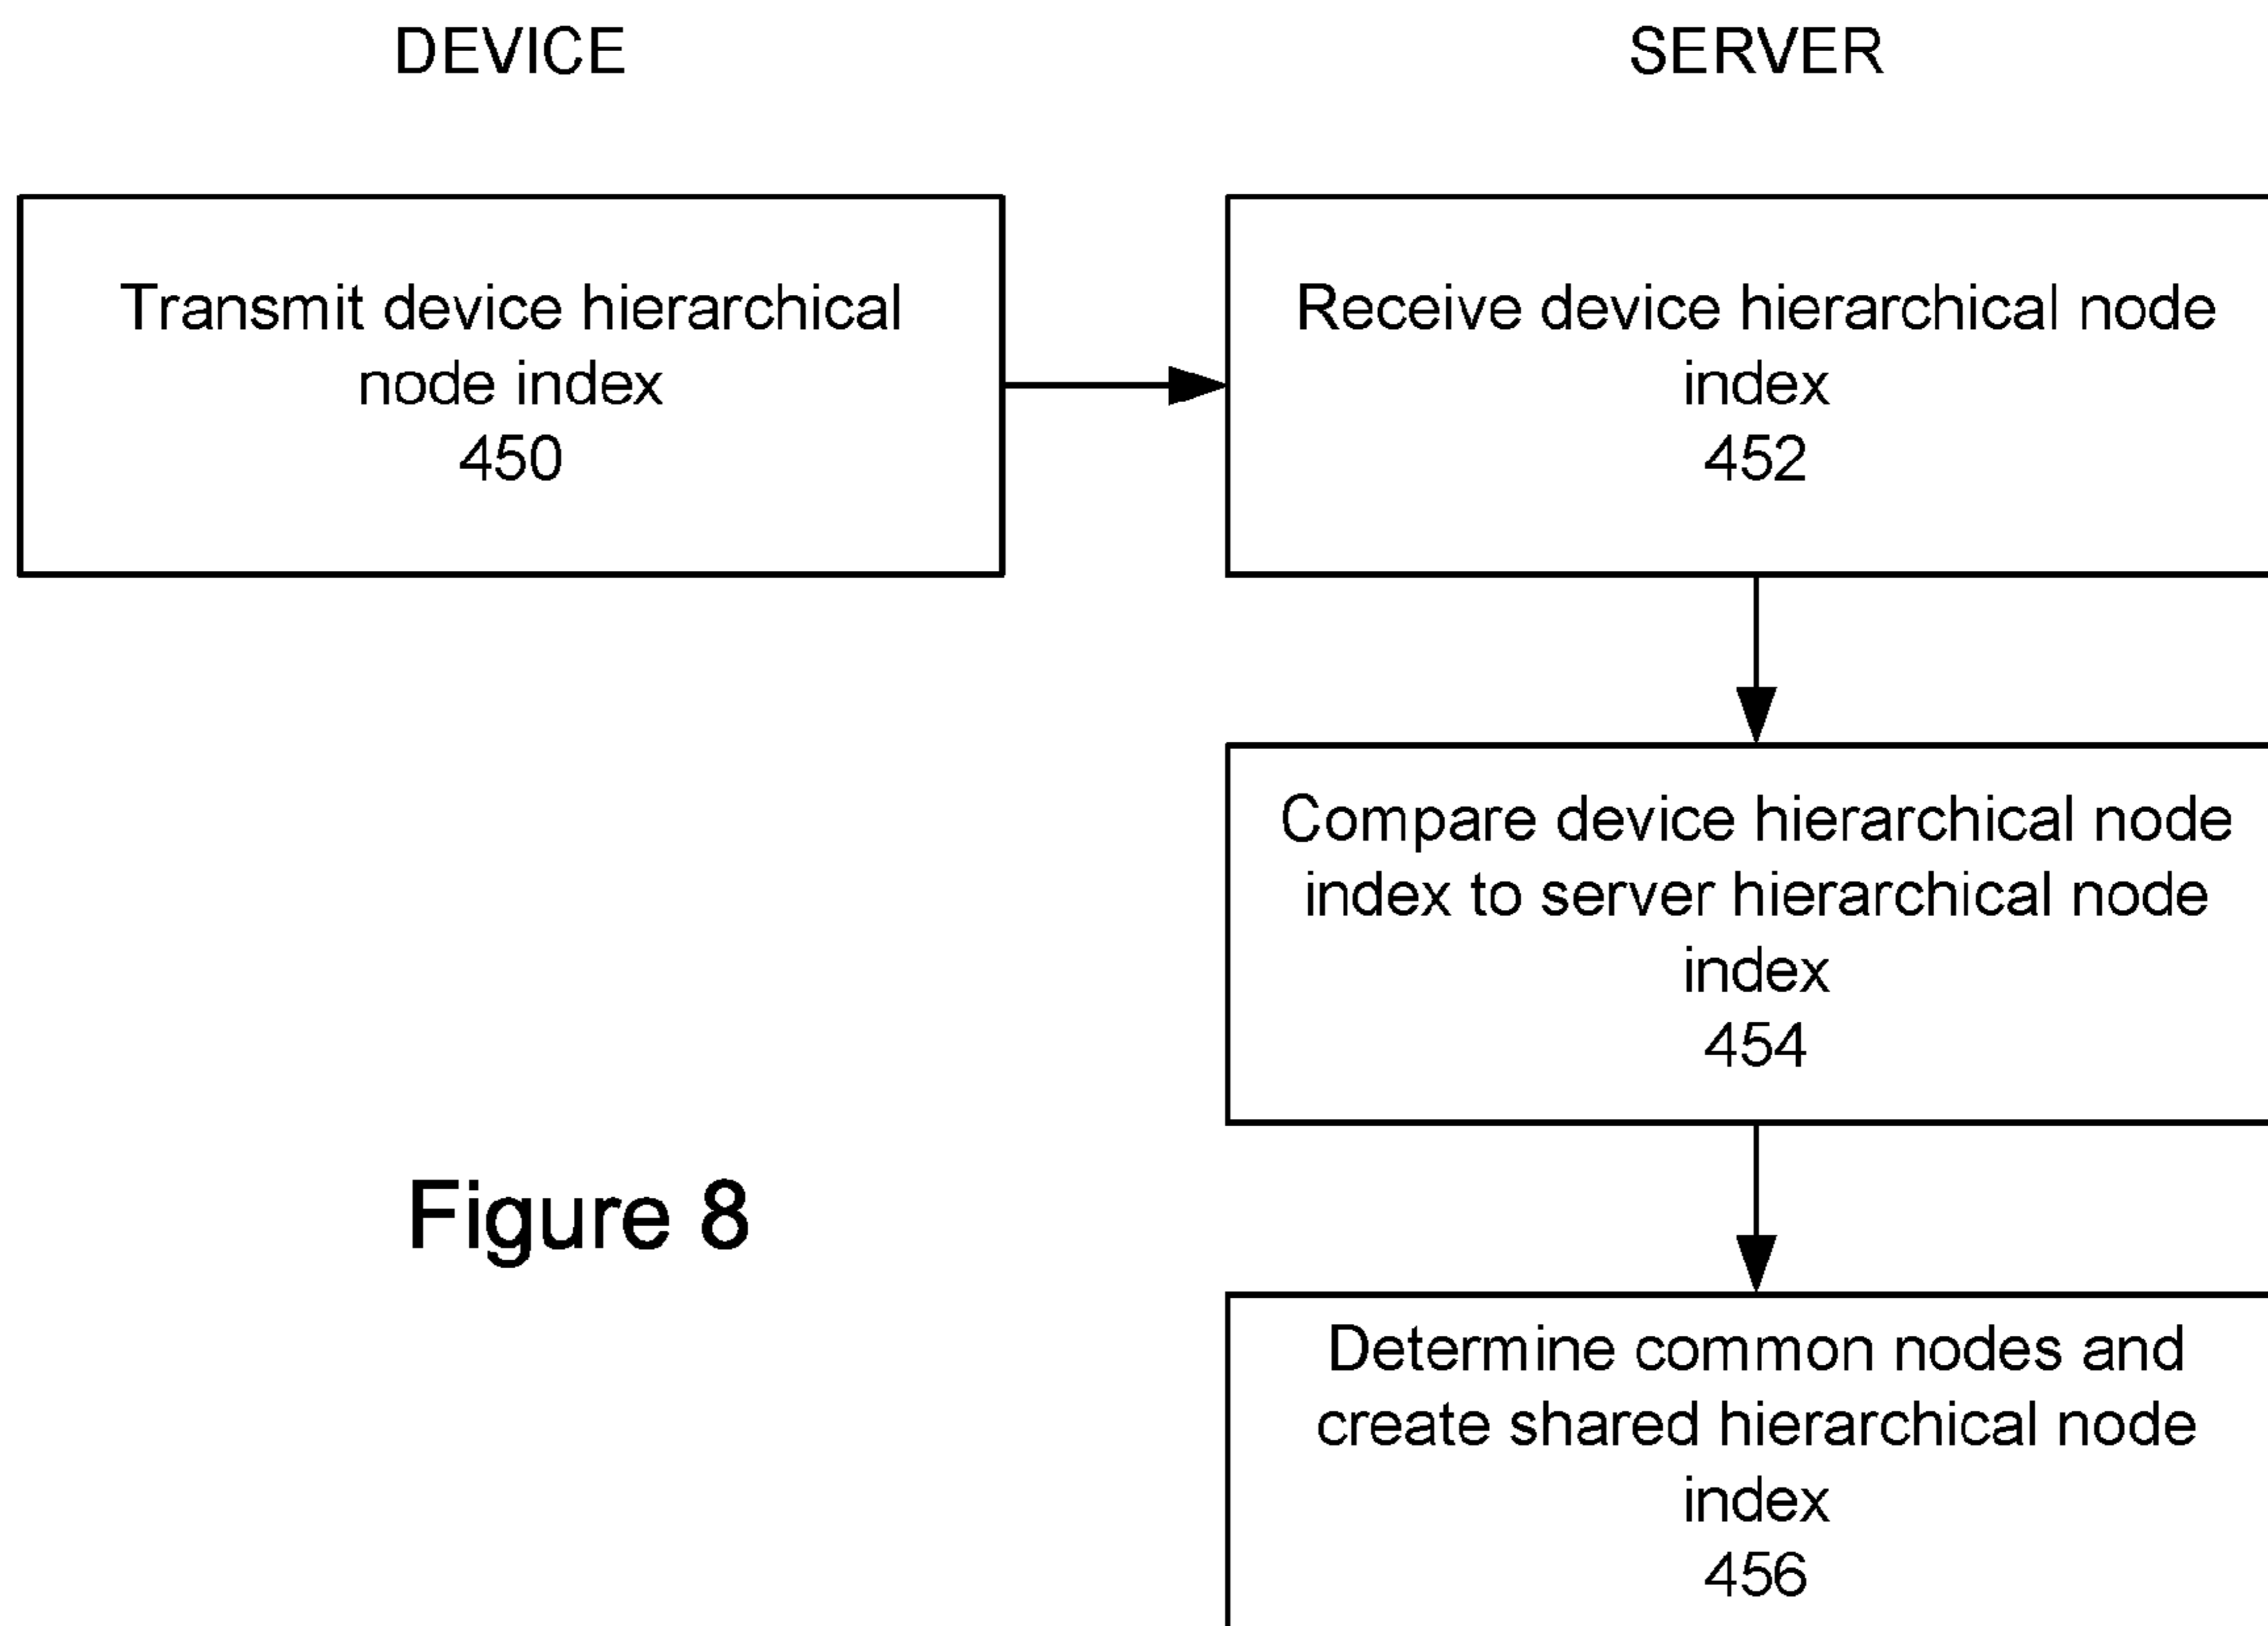 DEVICE
SERVER
Transmit device hierarchical
node index
450
Receive device hierarchical node
index
452
Compare device hierarchical node
index to server hierarchical node
index
454
Figure 8
Determine common nodes and
create shared hierarchical node
index
456